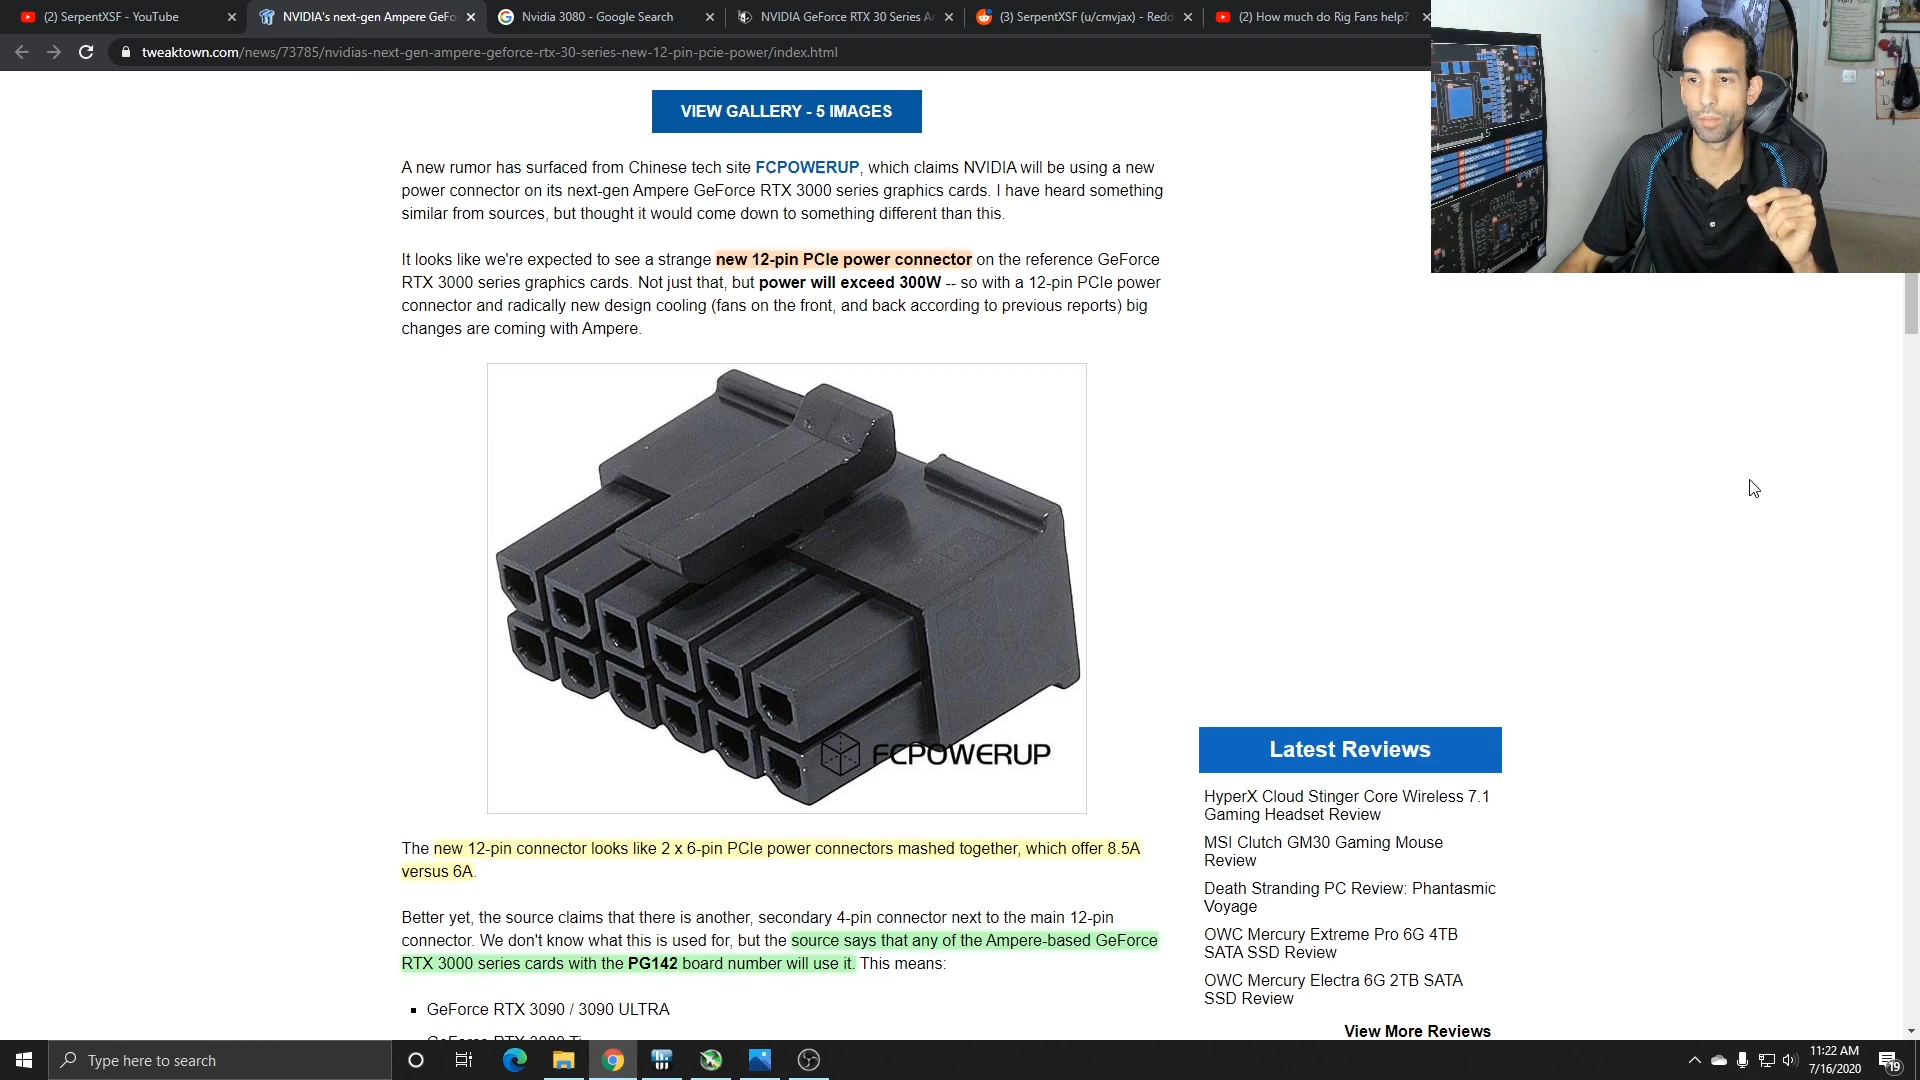 (2) SerpentXSF - YouTube
NVIDIA's next-gen Ampere GeFo
Nvidia 3080 - Google Search
NVIDIA GeForce RTX 30 Series Ar
(3) SerpentXSF (u/cmvjax) - Redd
(2) How much do Rig Fans help?
tweaktown.com/news/73785/nvidias-next-gen-ampere-geforce-rtx-30-series-new-12-pin-pcie-power/index.html
VIEW GALLERY - 5 IMAGES
A new rumor has surfaced from Chinese tech site FCPOWERUP, which claims NVIDIA will be using a new
power connector on its next-gen Ampere GeForce RTX 3000 series graphics cards. I have heard something
similar from sources, but thought it would come down to something different than this.
It looks like we're expected to see a strange new 12-pin PCIe power connector on the reference GeForce
RTX 3000 series graphics cards. Not just that, but power will exceed 300W -- so with a 12-pin PCIe power
connector and radically new design cooling (fans on the front, and back according to previous reports) big
changes are coming with Ampere.
FCPOWERUP
The new 12-pin connector looks like 2 x 6-pin PCIe power connectors mashed together, which offer 8.5A
versus 6A.
Better yet, the source claims that there is another, secondary 4-pin connector next to the main 12-pin
connector. We don't know what this is used for, but the source says that any of the Ampere-based GeForce
RTX 3000 series cards with the PG142 board number will use it. This means:
▪ GeForce RTX 3090 / 3090 ULTRA
GeForce RTX 3080 Ti
Latest Reviews
HyperX Cloud Stinger Core Wireless 7.1
Gaming Headset Review
MSI Clutch GM30 Gaming Mouse
Review
Death Stranding PC Review: Phantasmic
Voyage
OWC Mercury Extreme Pro 6G 4TB
SATA SSD Review
OWC Mercury Electra 6G 2TB SATA
SSD Review
View More Reviews
Type here to search
11:22 AM
7/16/2020
19